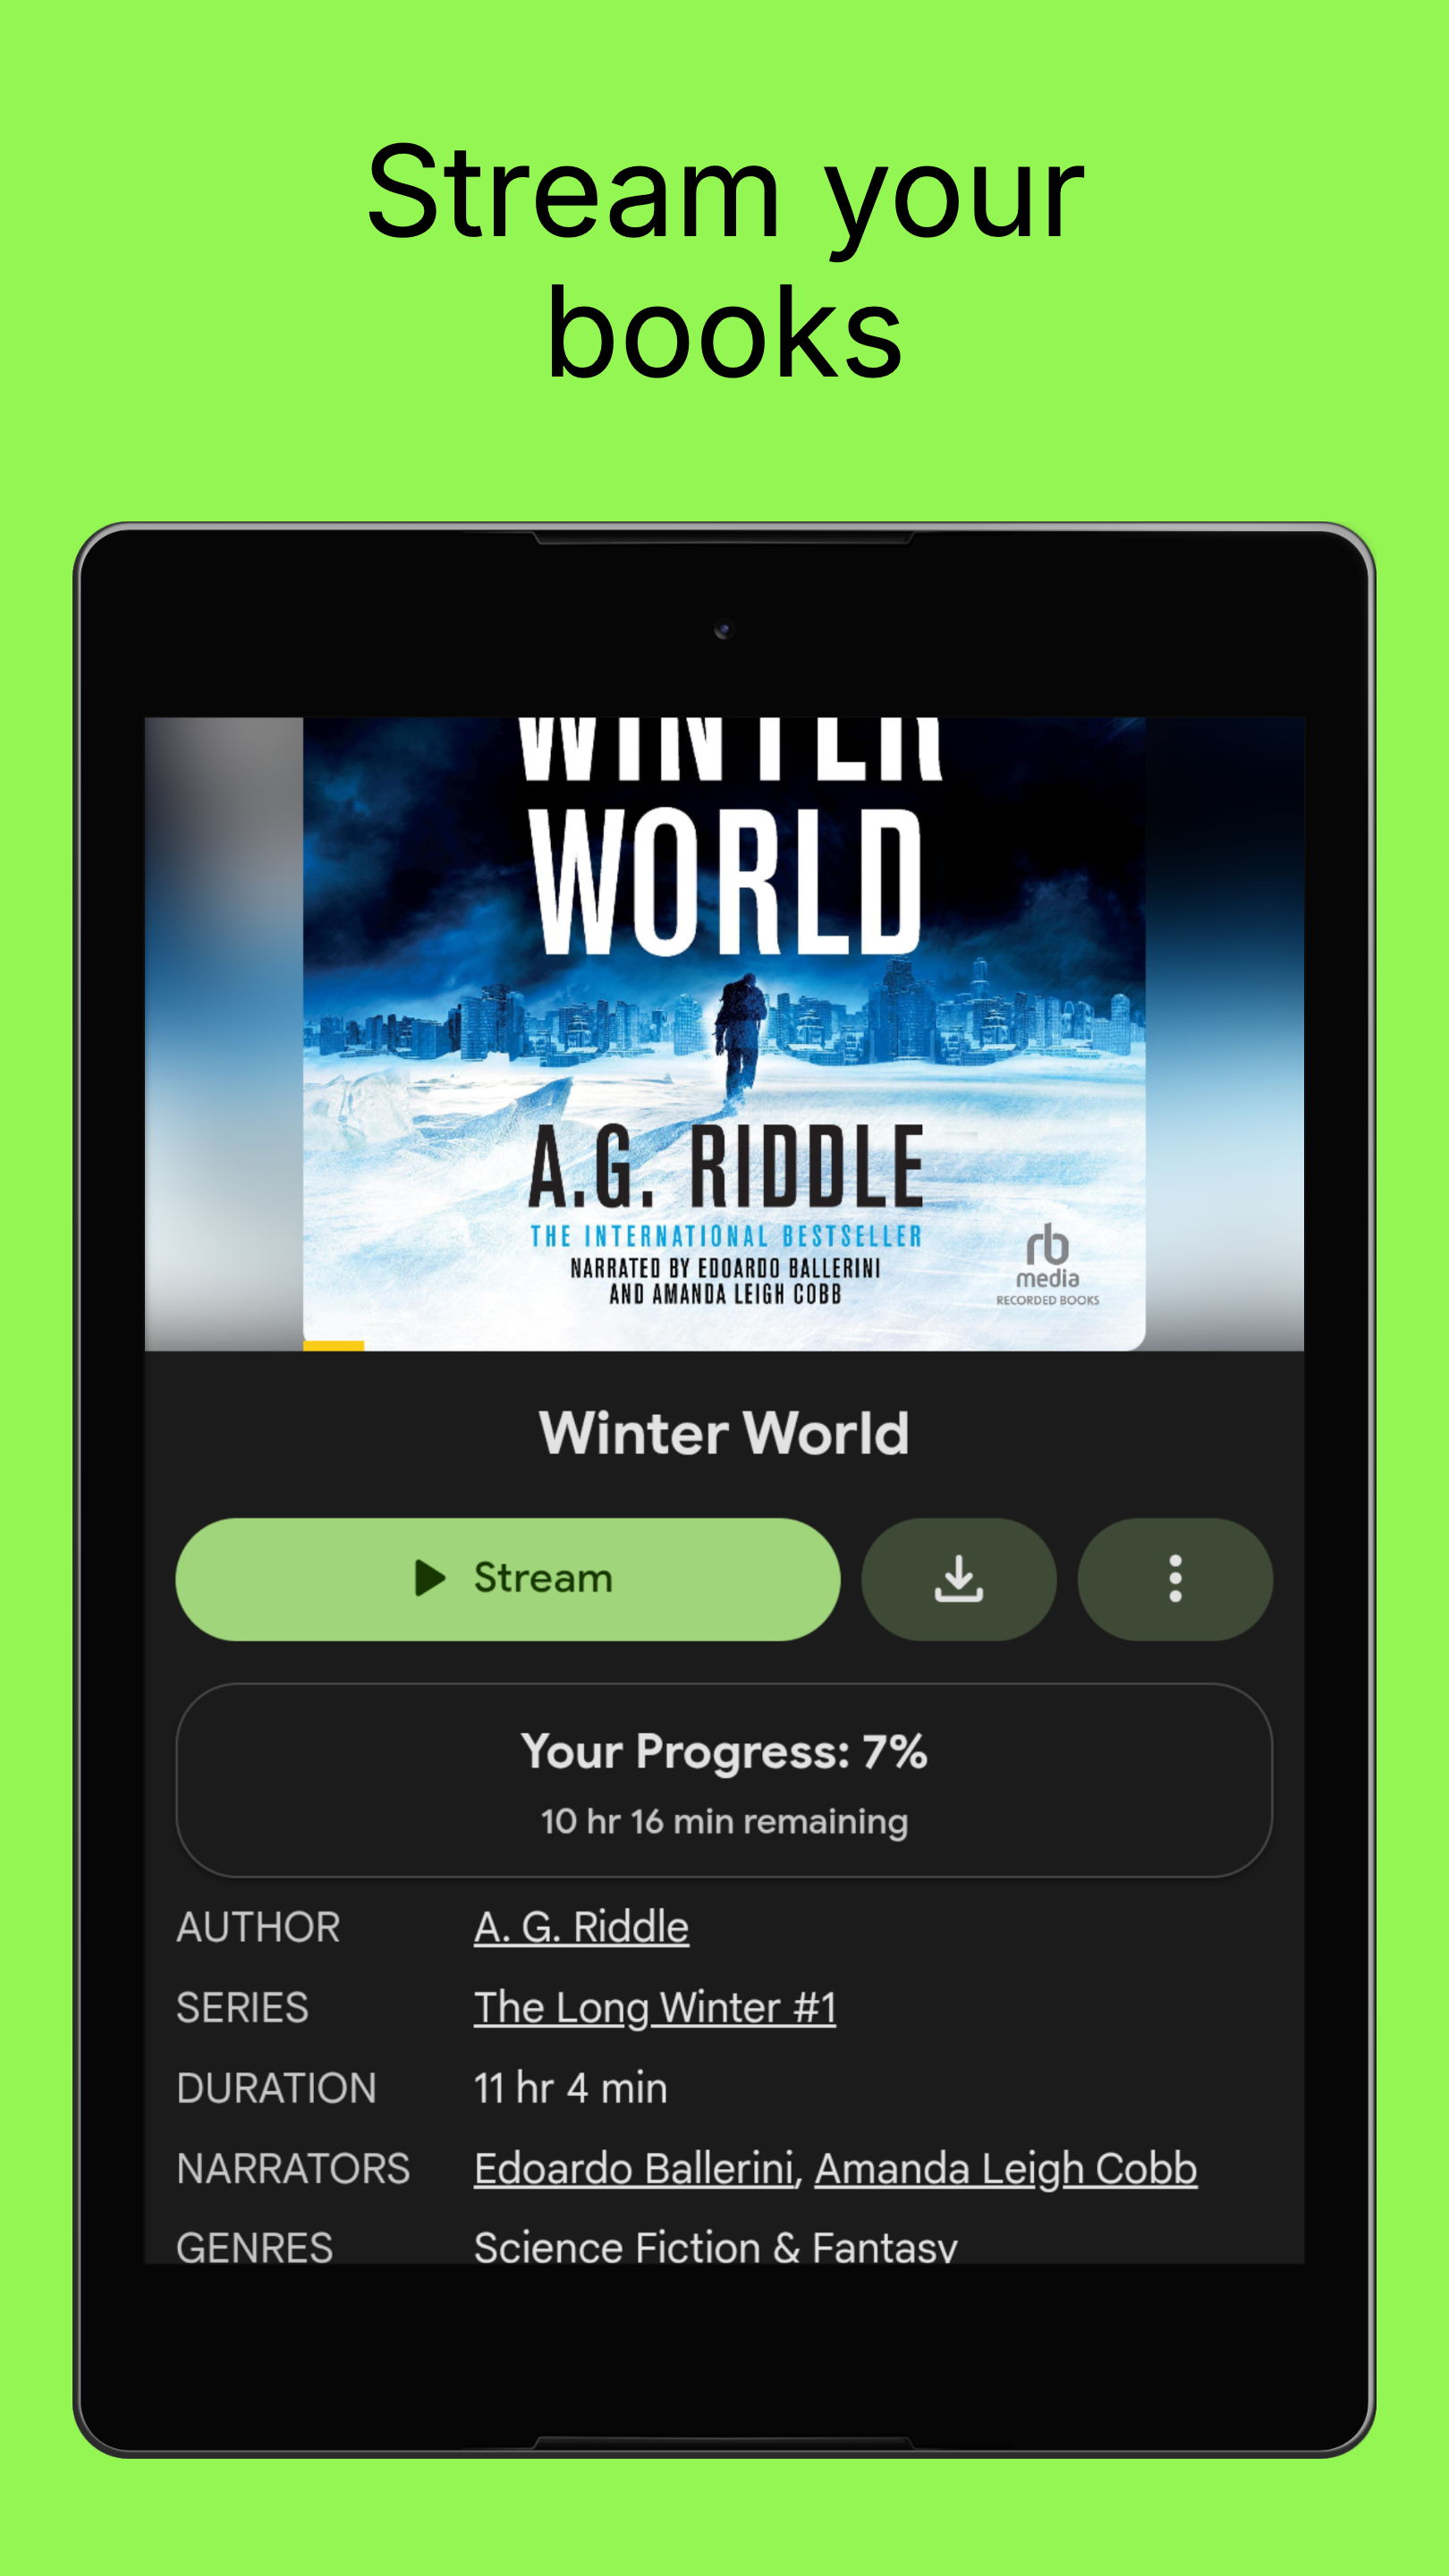 Stream your
books
WINTER
WORLD
A.G. RIDDLE
THE INTERNATIONAL BESTSELLER
NARRATED BY EDOARDO BALLERINI
AND AMANDA LEIGH COBB
rb
media
RECORDED BOOKS
Winter World
Stream
Your Progress: 7%
10 hr 16 min remaining
AUTHOR A. G. Riddle
SERIES The Long Winter #1
DURATION 11 hr 4 min
NARRATORS Edoardo Ballerini, Amanda Leigh Cobb
GENRES Science Fiction & Fantasy